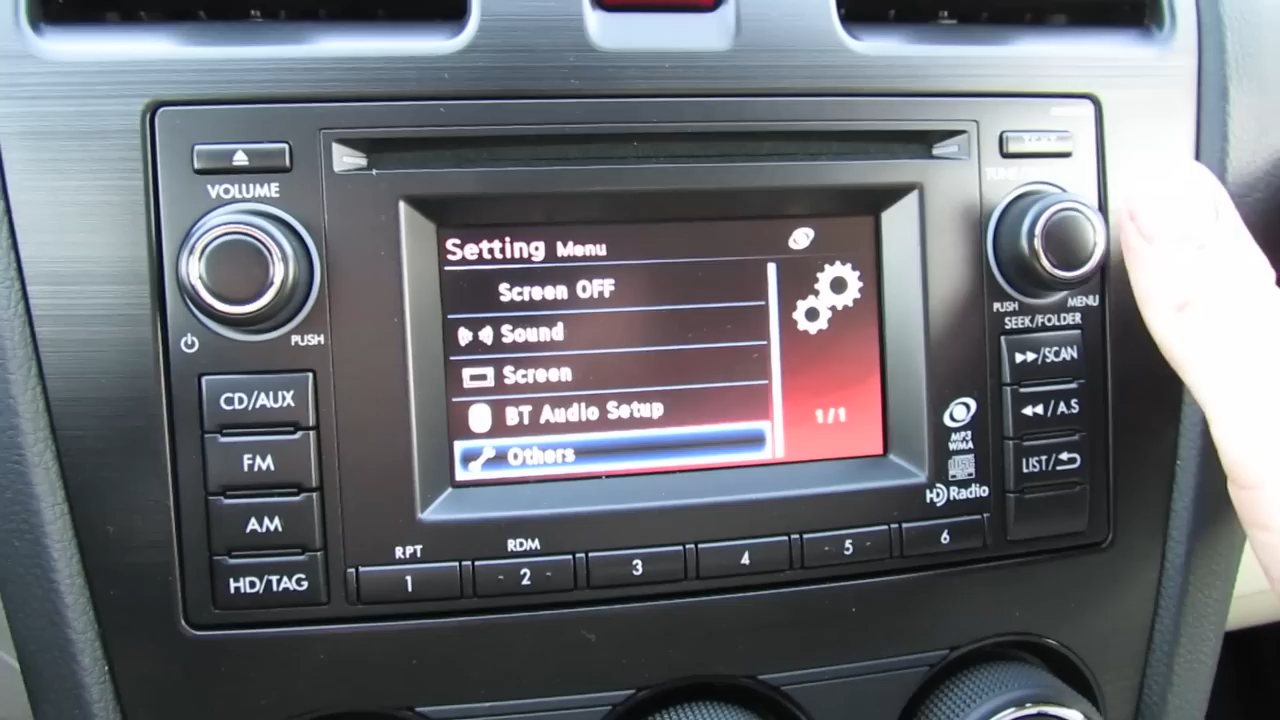 VOLUME
PUSH
CD/AUX
FM
AM
HD/TAG
Setting Menu
Screen OFF
Sound
Screen
BT Audio Setup
Others
1/1
RPT
1
RDM
2
3
4
5
6
TEXT
PUSH
MENU
SEEK/FOLDER
/SCAN
/A.S
LIST/
MP3
WMA
HD Radio